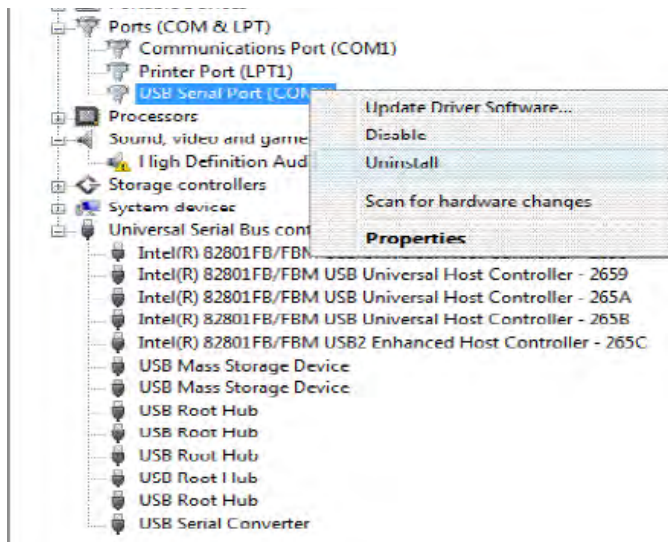 Ports (COM & LPT)
Communications Port (COM1)
Printer Port (LPT1)
USB Serial Port (COM
Update Driver Software...
Processors
Disable
Sound, video and game
Uninstall
High Definition Aud
Storage controllers
Scan for hardware changes
System devices
Universal Serial Bus cont
Properties
Intel(R) 82801FB/FBM
Intel(R) 82801FB/FBM USB Universal Host Controller - 2659
Intel(R) 82801FB/FBM USB Universal Host Controller - 265A
Intel(R) 82801FB/FBM USB Universal Host Controller - 265B
Intel(R) 82801FB/FBM USB2 Enhanced Host Controller - 265C
USB Mass Storage Device
USB Mass Storage Device
USB Root Hub
USB Root Hub
USB Root Hub
USB Root Hub
USB Root Hub
USB Serial Converter